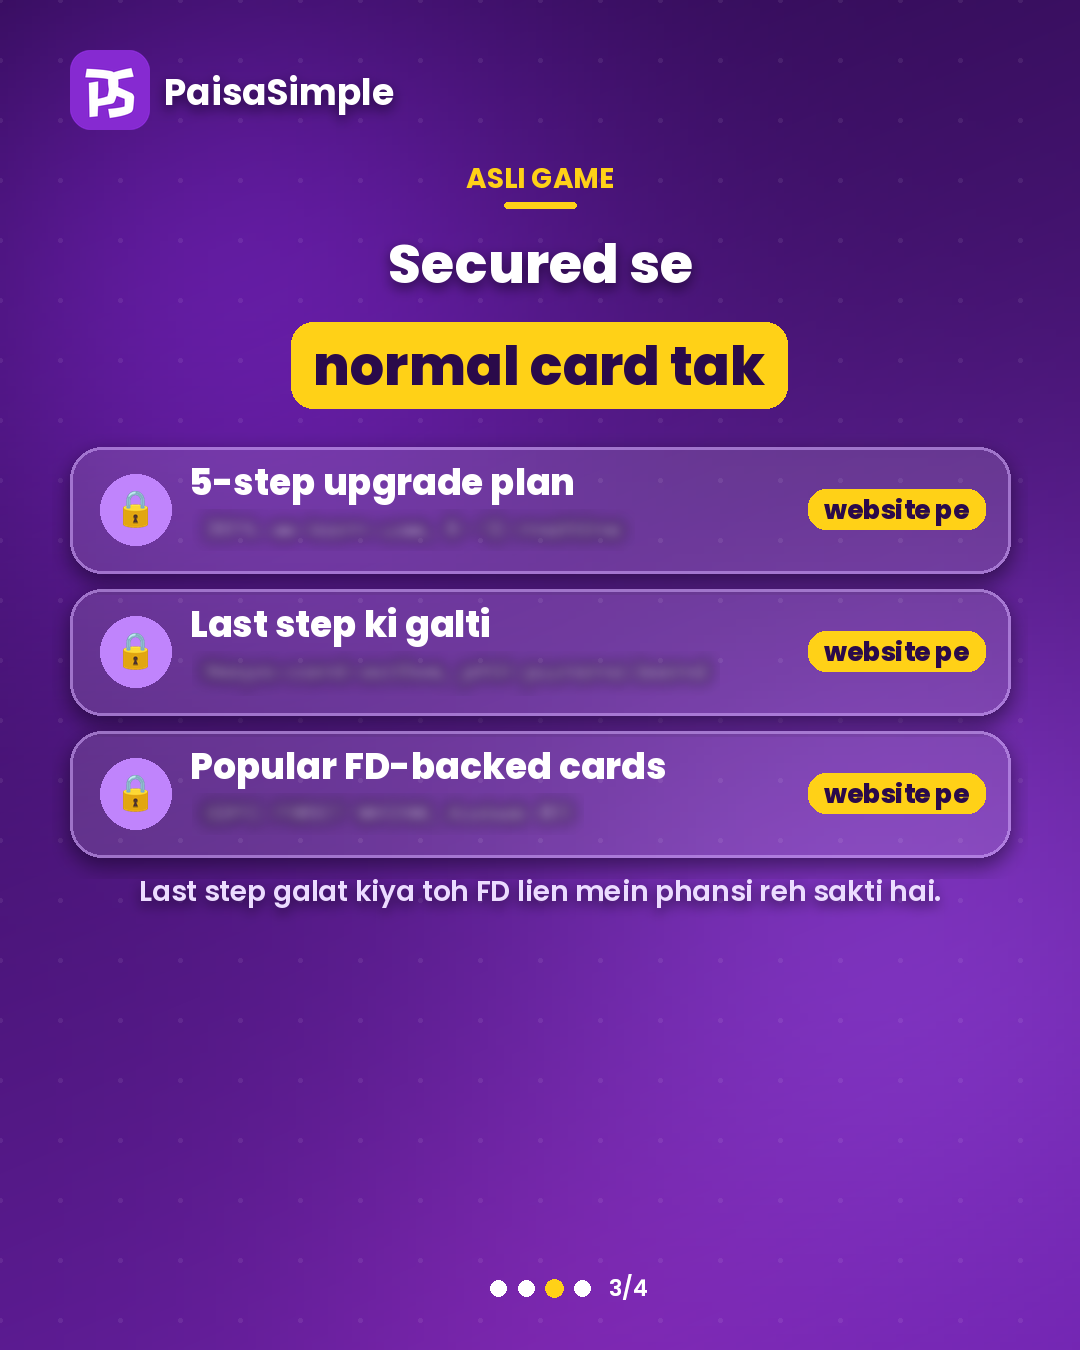 PaisaSimple
ASLI GAME
Secured se
normal card tak
5-step upgrade plan
website pe
Last step ki galti
website pe
Popular FD-backed cards
website pe
Last step galat kiya toh FD lien mein phansi reh sakti hai.
3/4